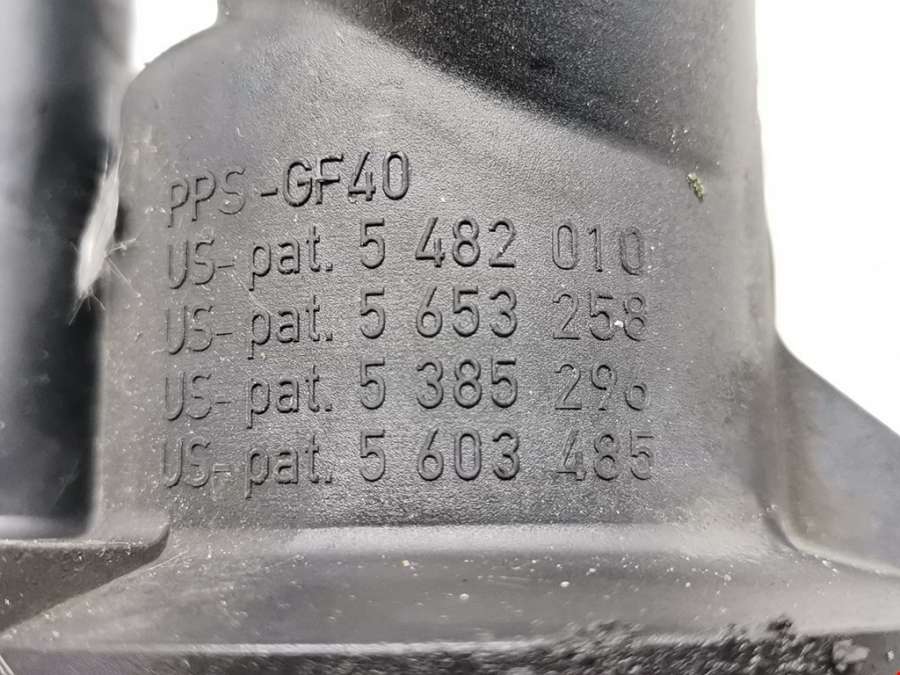 PPS-GF40
US-pat. 5 482 010
US-pat. 5 653 258
US-pat. 5 385 296
US-pat. 5 603 485